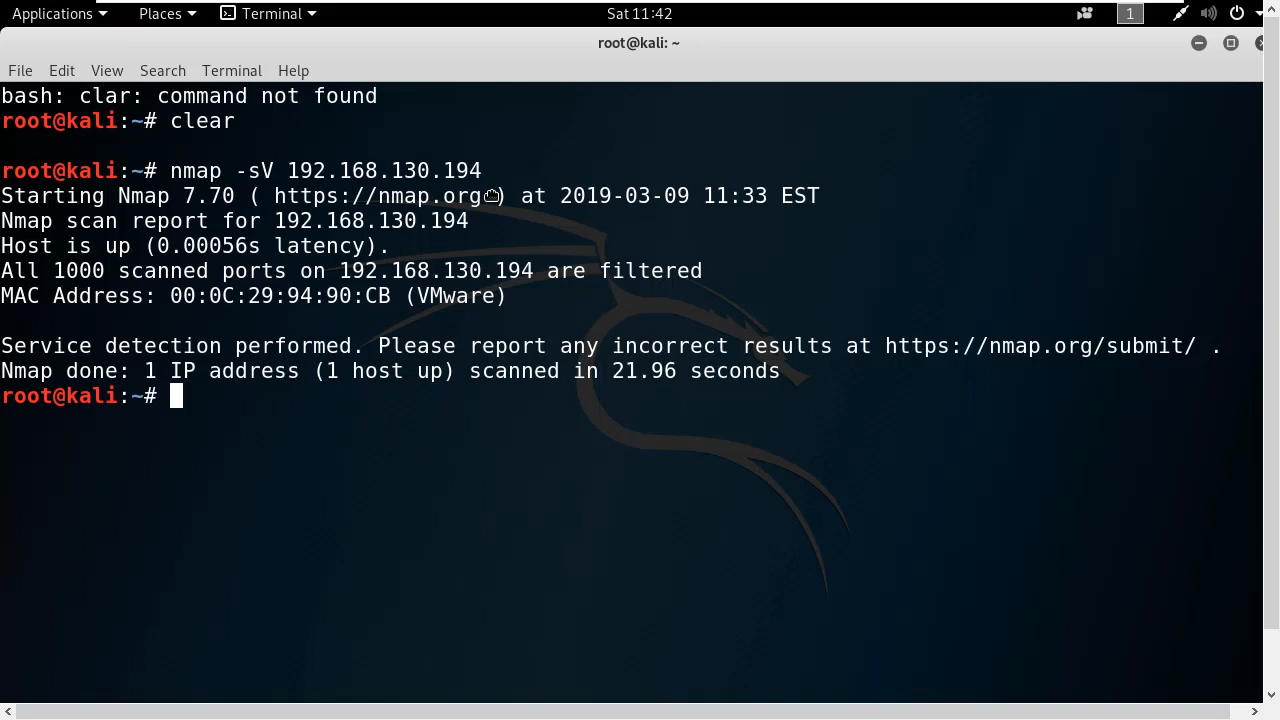 Applications Places Terminal Sat 11:42 1
root@kali: ~
File Edit View Search Terminal Help
bash: clar: command not found
root@kali:~# clear
root@kali:~# nmap -sV 192.168.130.194
Starting Nmap 7.70 ( https://nmap.org ) at 2019-03-09 11:33 EST
Nmap scan report for 192.168.130.194
Host is up (0.00056s latency).
All 1000 scanned ports on 192.168.130.194 are filtered
MAC Address: 00:0C:29:94:90:CB (VMware)
Service detection performed. Please report any incorrect results at https://nmap.org/submit/ .
Nmap done: 1 IP address (1 host up) scanned in 21.96 seconds
root@kali:~#